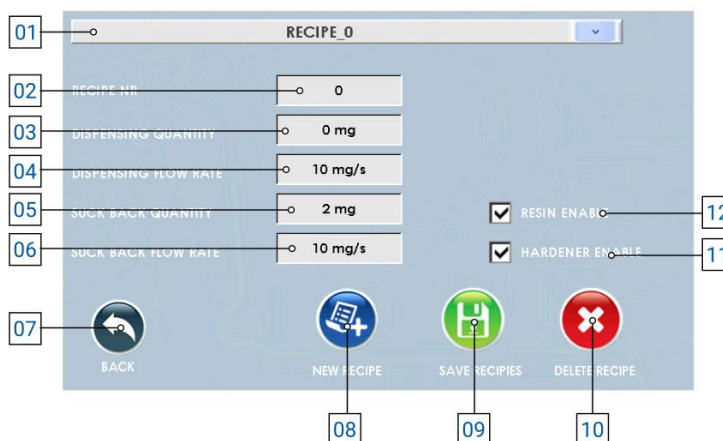 01 RECIPE_0
02 RECIPE NR 0
03 DISPENSING QUANTITY 0 mg
04 DISPENSING FLOW RATE 10 mg/s
05 SUCK BACK QUANTITY 2 mg RESIN ENABLE 12
06 SUCK BACK FLOW RATE 10 mg/s HARDENER ENABLE 11
07
BACK NEW RECIPE SAVE RECIPIES DELETE RECIPE
08 09 10